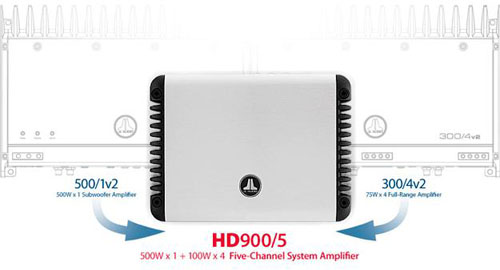 300/4v2
500/1v2
500W x 1 Subwoofer Amplifier
300/4v2
75W x 4 Full-Range Amplifier
HD900/5
500W x 1 + 100W x 4 Five-Channel System Amplifier